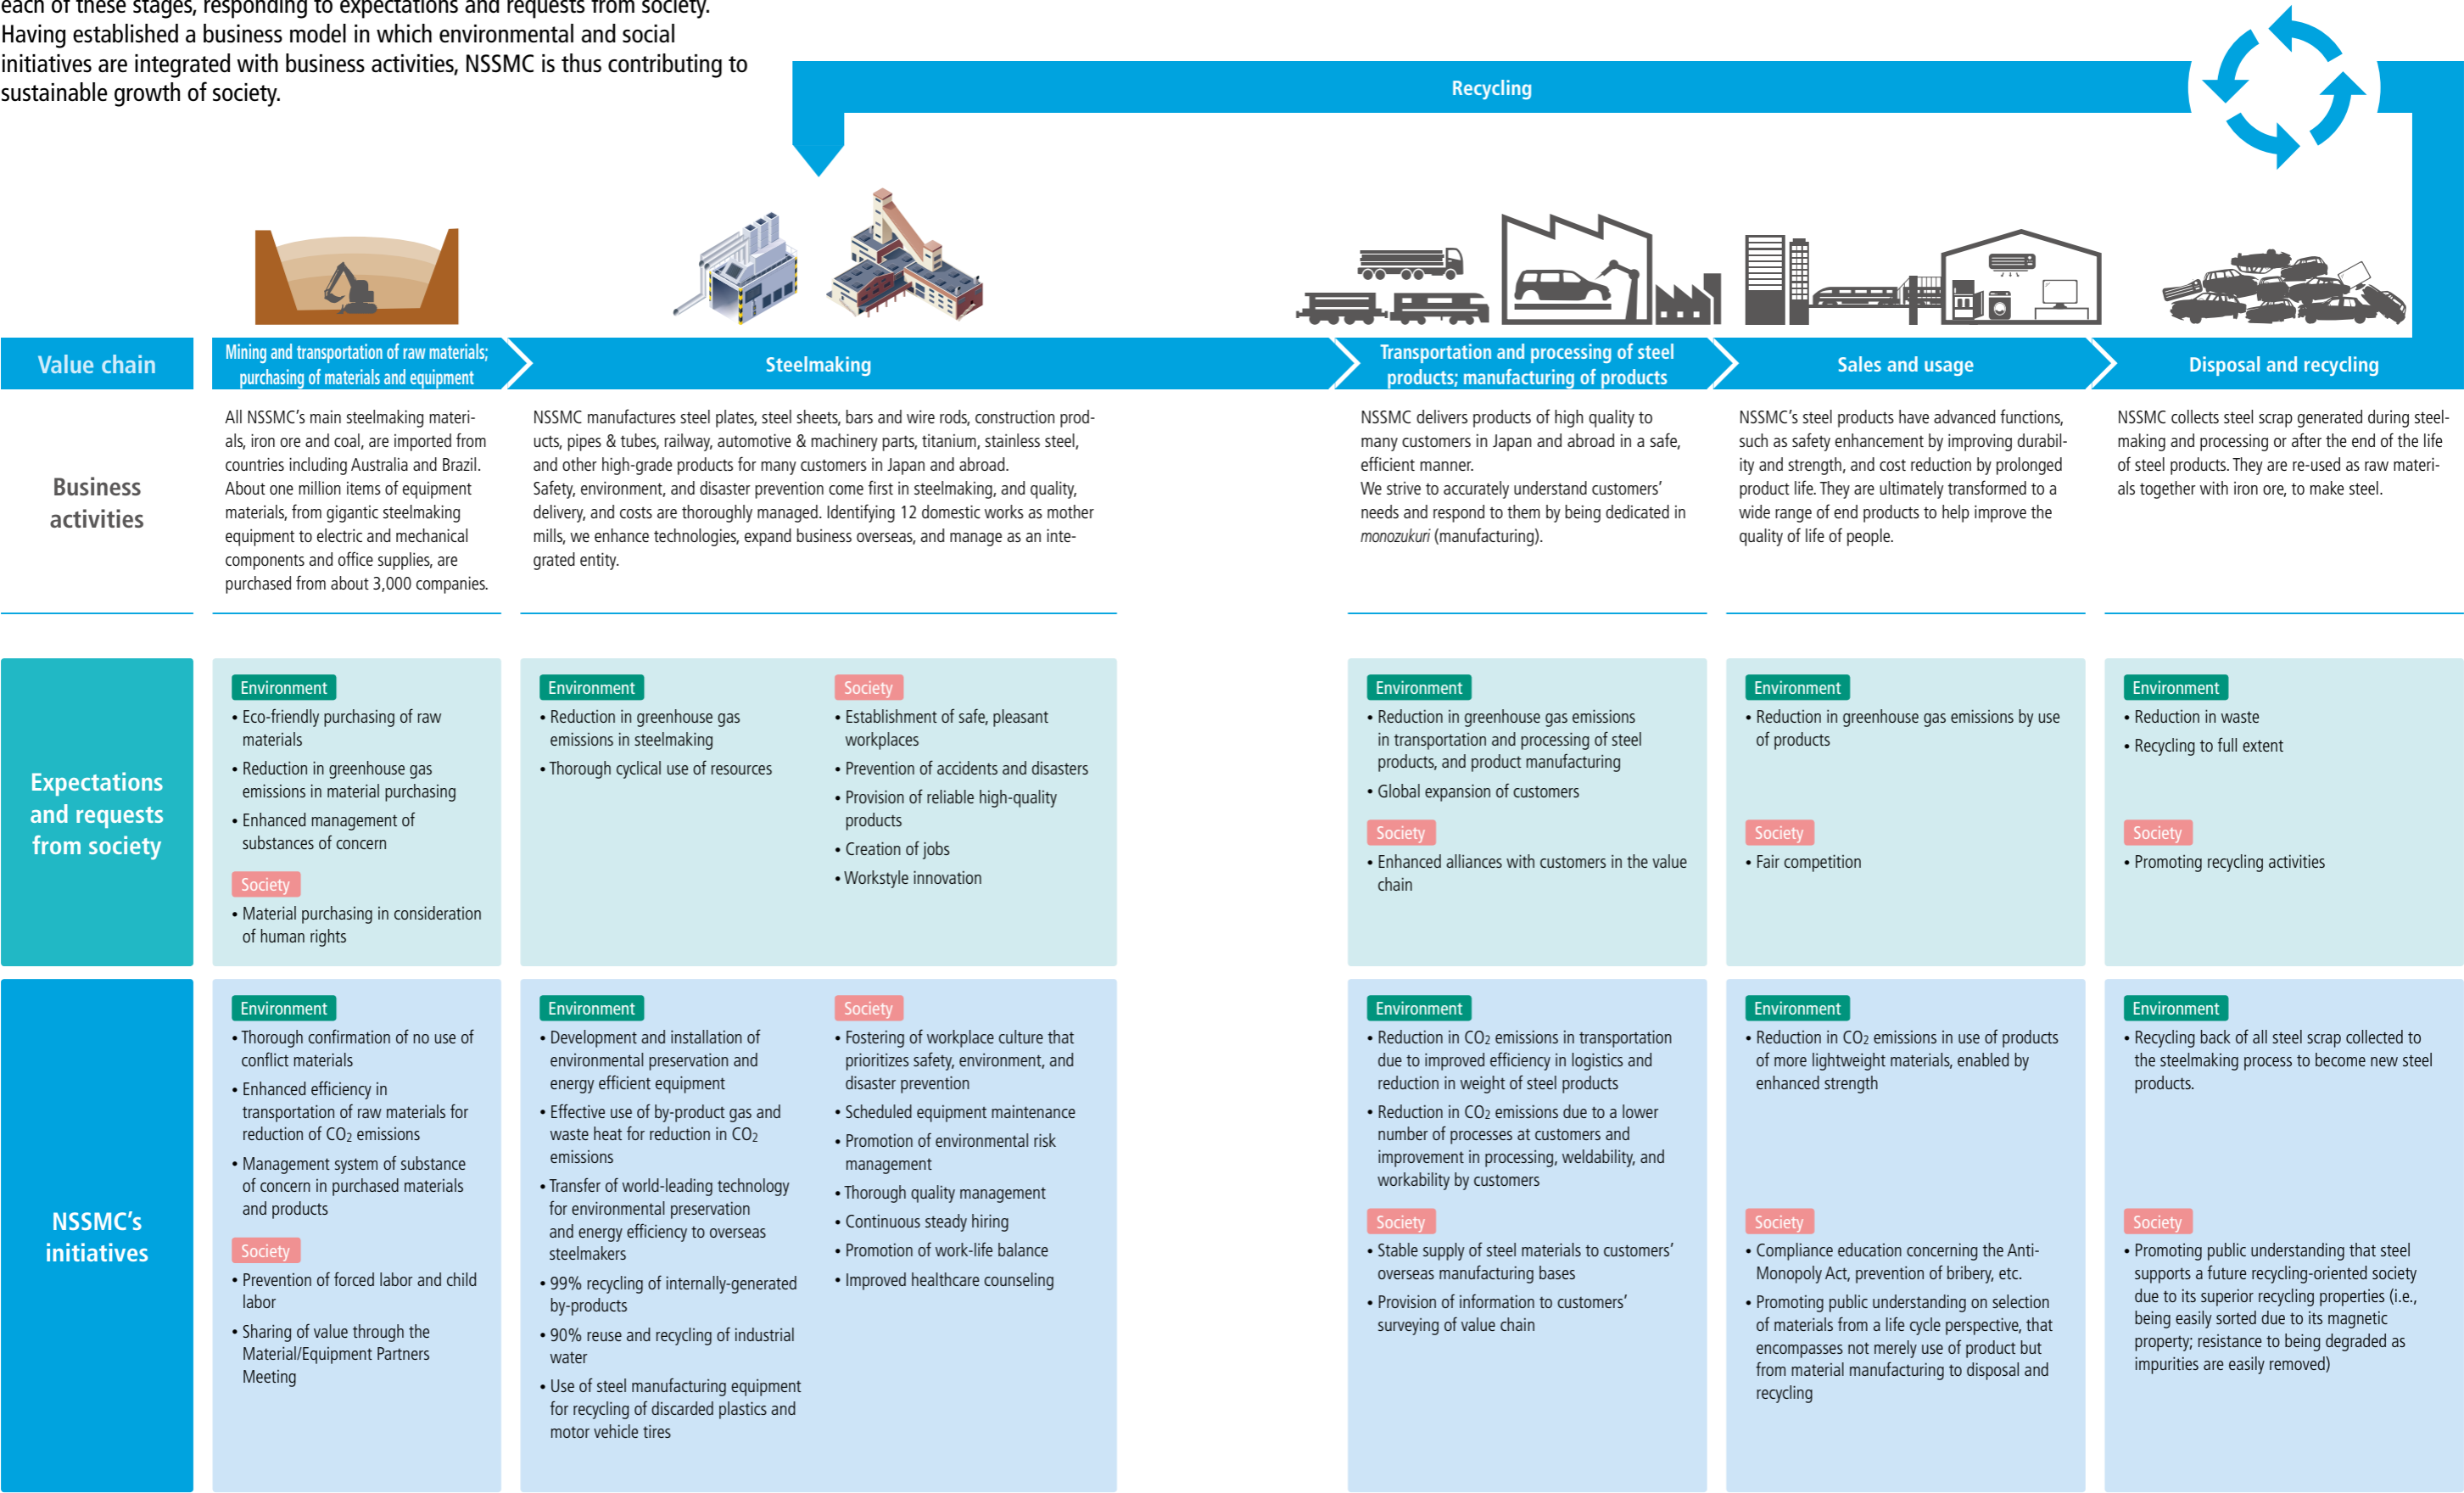 each of these stages, responding to expectations and requests from society.
Having established a business model in which environmental and social
initiatives are integrated with business activities, NSSMC is thus contributing to
sustainable growth of society.
Recycling
Value chain
Mining and transportation of raw materials;
purchasing of materials and equipment
Steelmaking
Transportation and processing of steel
products; manufacturing of products
Sales and usage
Disposal and recycling
Business
activities
All NSSMC's main steelmaking materi-
als, iron ore and coal, are imported from
countries including Australia and Brazil.
About one million items of equipment
materials, from gigantic steelmaking
equipment to electric and mechanical
components and office supplies, are
purchased from about 3,000 companies.
NSSMC manufactures steel plates, steel sheets, bars and wire rods, construction prod-
ucts, pipes & tubes, railway, automotive & machinery parts, titanium, stainless steel,
and other high-grade products for many customers in Japan and abroad.
Safety, environment, and disaster prevention come first in steelmaking, and quality,
delivery, and costs are thoroughly managed. Identifying 12 domestic works as mother
mills, we enhance technologies, expand business overseas, and manage as an inte-
grated entity.
NSSMC delivers products of high quality to
many customers in Japan and abroad in a safe,
efficient manner.
We strive to accurately understand customers'
needs and respond to them by being dedicated in
monozukuri (manufacturing).
NSSMC's steel products have advanced functions,
such as safety enhancement by improving durabil-
ity and strength, and cost reduction by prolonged
product life. They are ultimately transformed to a
wide range of end products to help improve the
quality of life of people.
NSSMC collects steel scrap generated during steel-
making and processing or after the end of the life
of steel products. They are re-used as raw materi-
als together with iron ore, to make steel.
Expectations
and requests
from society
Environment
• Eco-friendly purchasing of raw
materials
• Reduction in greenhouse gas
emissions in material purchasing
• Enhanced management of
substances of concern
Society
• Material purchasing in consideration
of human rights
Environment
• Reduction in greenhouse gas
emissions in steelmaking
• Thorough cyclical use of resources
Society
• Establishment of safe, pleasant
workplaces
• Prevention of accidents and disasters
• Provision of reliable high-quality
products
• Creation of jobs
• Workstyle innovation
Environment
• Reduction in greenhouse gas emissions
in transportation and processing of steel
products, and product manufacturing
• Global expansion of customers
Society
• Enhanced alliances with customers in the value
chain
Environment
• Reduction in greenhouse gas emissions by use
of products
Society
• Fair competition
Environment
• Reduction in waste
• Recycling to full extent
Society
• Promoting recycling activities
NSSMC's
initiatives
Environment
• Thorough confirmation of no use of
conflict materials
• Enhanced efficiency in
transportation of raw materials for
reduction of CO2 emissions
• Management system of substance
of concern in purchased materials
and products
Society
• Prevention of forced labor and child
labor
• Sharing of value through the
Material/Equipment Partners
Meeting
Environment
• Development and installation of
environmental preservation and
energy efficient equipment
• Effective use of by-product gas and
waste heat for reduction in CO2
emissions
• Transfer of world-leading technology
for environmental preservation
and energy efficiency to overseas
steelmakers
• 99% recycling of internally-generated
by-products
• 90% reuse and recycling of industrial
water
• Use of steel manufacturing equipment
for recycling of discarded plastics and
motor vehicle tires
Society
• Fostering of workplace culture that
prioritizes safety, environment, and
disaster prevention
• Scheduled equipment maintenance
• Promotion of environmental risk
management
• Thorough quality management
• Continuous steady hiring
• Promotion of work-life balance
• Improved healthcare counseling
Environment
• Reduction in CO2 emissions in transportation
due to improved efficiency in logistics and
reduction in weight of steel products
• Reduction in CO2 emissions due to a lower
number of processes at customers and
improvement in processing, weldability, and
workability by customers
Society
• Stable supply of steel materials to customers'
overseas manufacturing bases
• Provision of information to customers'
surveying of value chain
Environment
• Reduction in CO2 emissions in use of products
of more lightweight materials, enabled by
enhanced strength
Society
• Compliance education concerning the Anti-
Monopoly Act, prevention of bribery, etc.
• Promoting public understanding on selection
of materials from a life cycle perspective, that
encompasses not merely use of product but
from material manufacturing to disposal and
recycling
Environment
• Recycling back of all steel scrap collected to
the steelmaking process to become new steel
products.
Society
• Promoting public understanding that steel
supports a future recycling-oriented society
due to its superior recycling properties (i.e.,
being easily sorted due to its magnetic
property; resistance to being degraded as
impurities are easily removed)